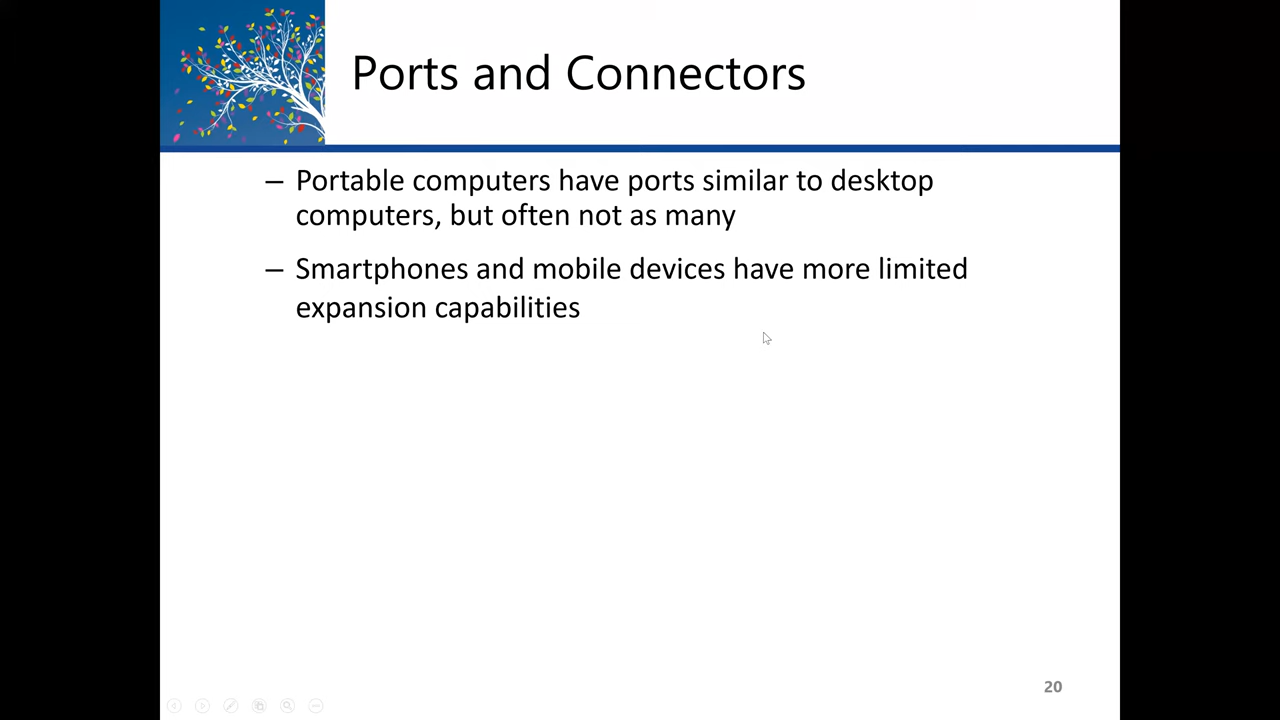 Ports and Connectors
– Portable computers have ports similar to desktop
computers, but often not as many
– Smartphones and mobile devices have more limited
expansion capabilities
20